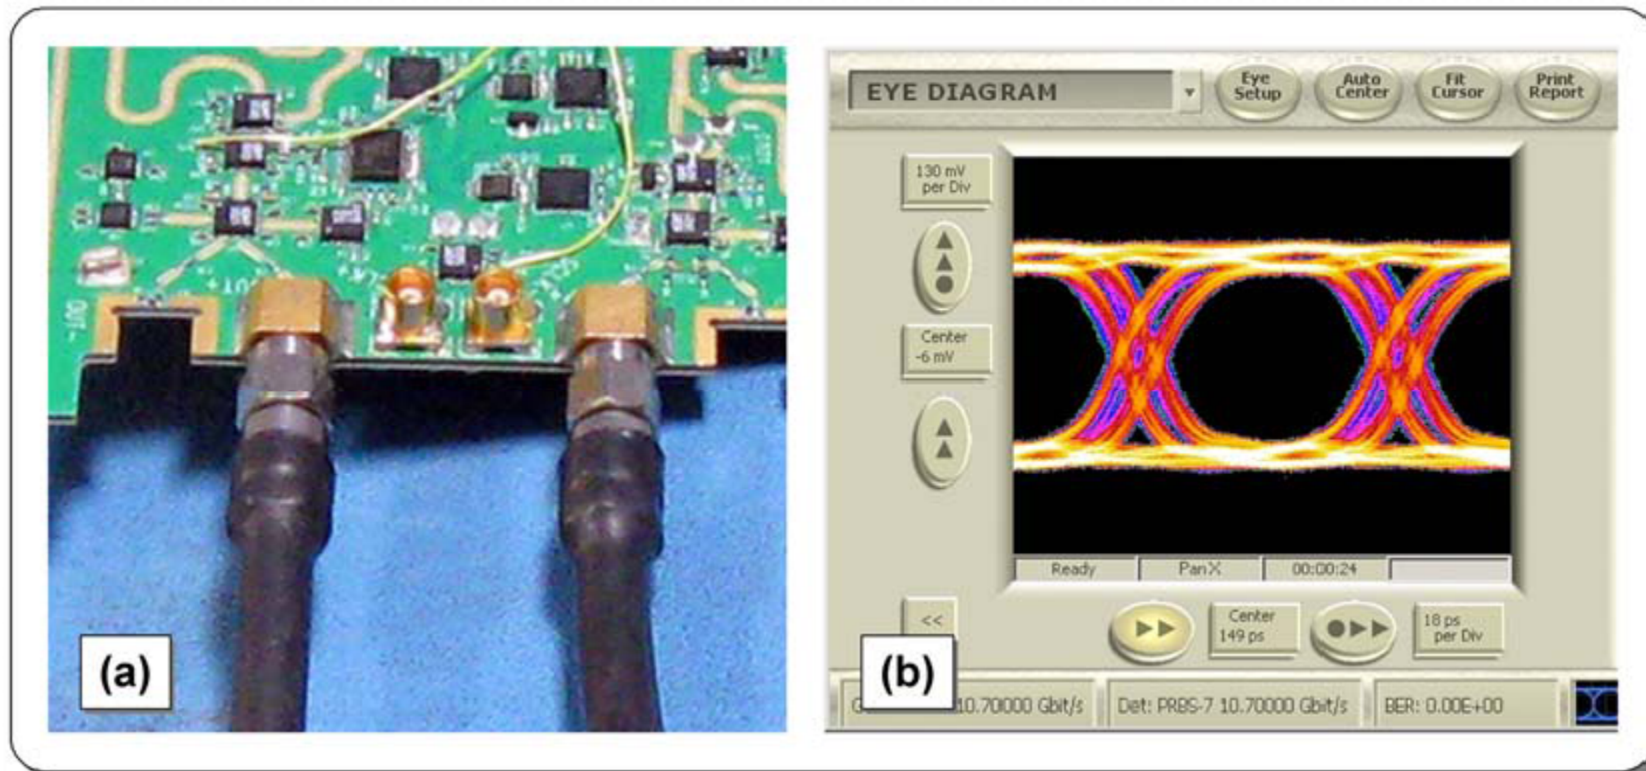 EYE DIAGRAM
Eye
Setup
Auto
Center
Fit
Cursor
Print
Report
130 mV
per Div
Center
-6 mV
Ready
PanX
00:00:24
<<
Center
149 ps
18 ps
per Div
(a)
(b)
10.70000 Gbit/s
Det: PRBS-7 10.70000 Gbit/s
BER: 0.00E+00
OUT-